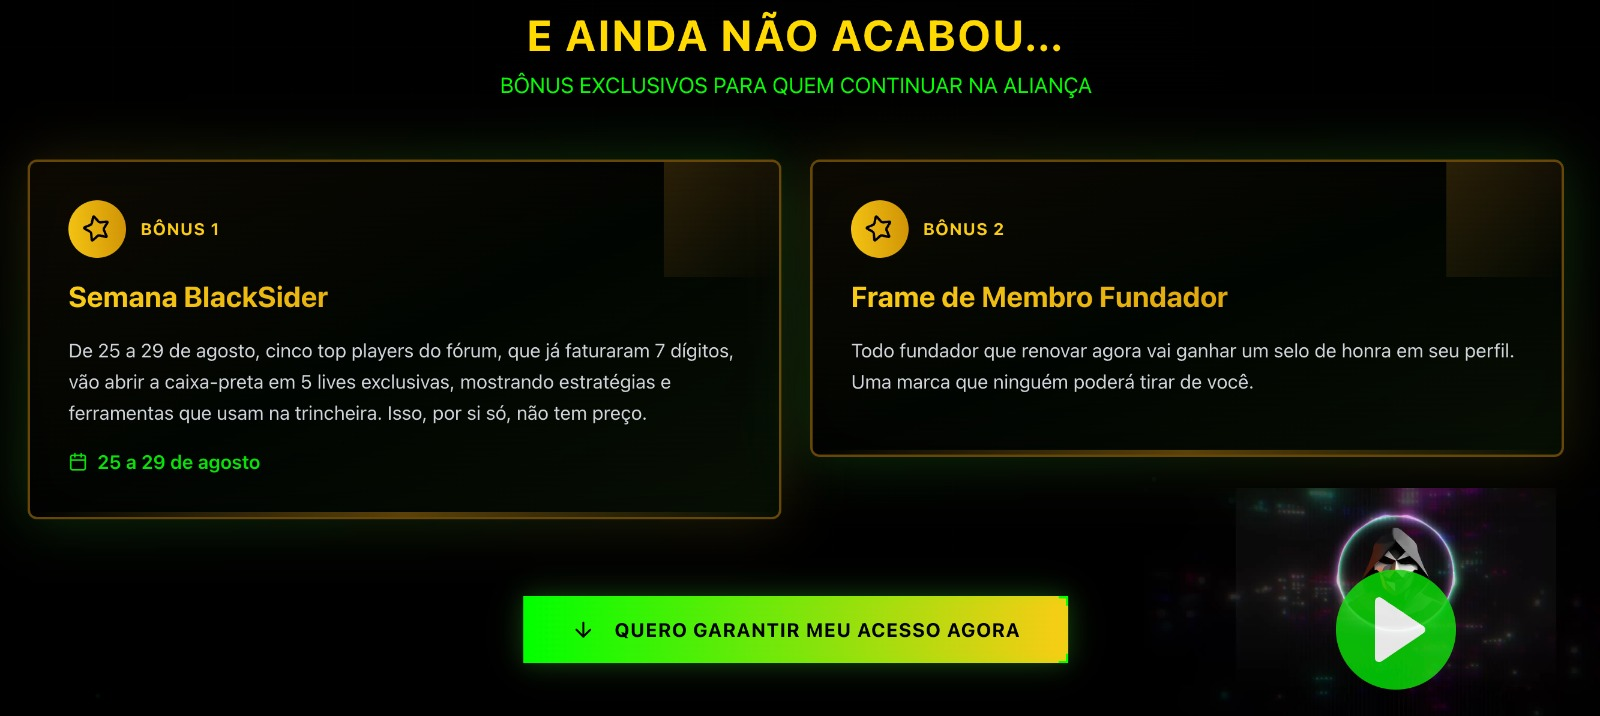 E AINDA NÃO ACABOU...
BÔNUS EXCLUSIVOS PARA QUEM CONTINUAR NA ALIANÇA
BÔNUS 1
Semana BlackSider
De 25 a 29 de agosto, cinco top players do fórum, que já faturaram 7 dígitos,
vão abrir a caixa-preta em 5 lives exclusivas, mostrando estratégias e
ferramentas que usam na trincheira. Isso, por si só, não tem preço.
25 a 29 de agosto
BÔNUS 2
Frame de Membro Fundador
Todo fundador que renovar agora vai ganhar um selo de honra em seu perfil.
Uma marca que ninguém poderá tirar de você.
QUERO GARANTIR MEU ACESSO AGORA